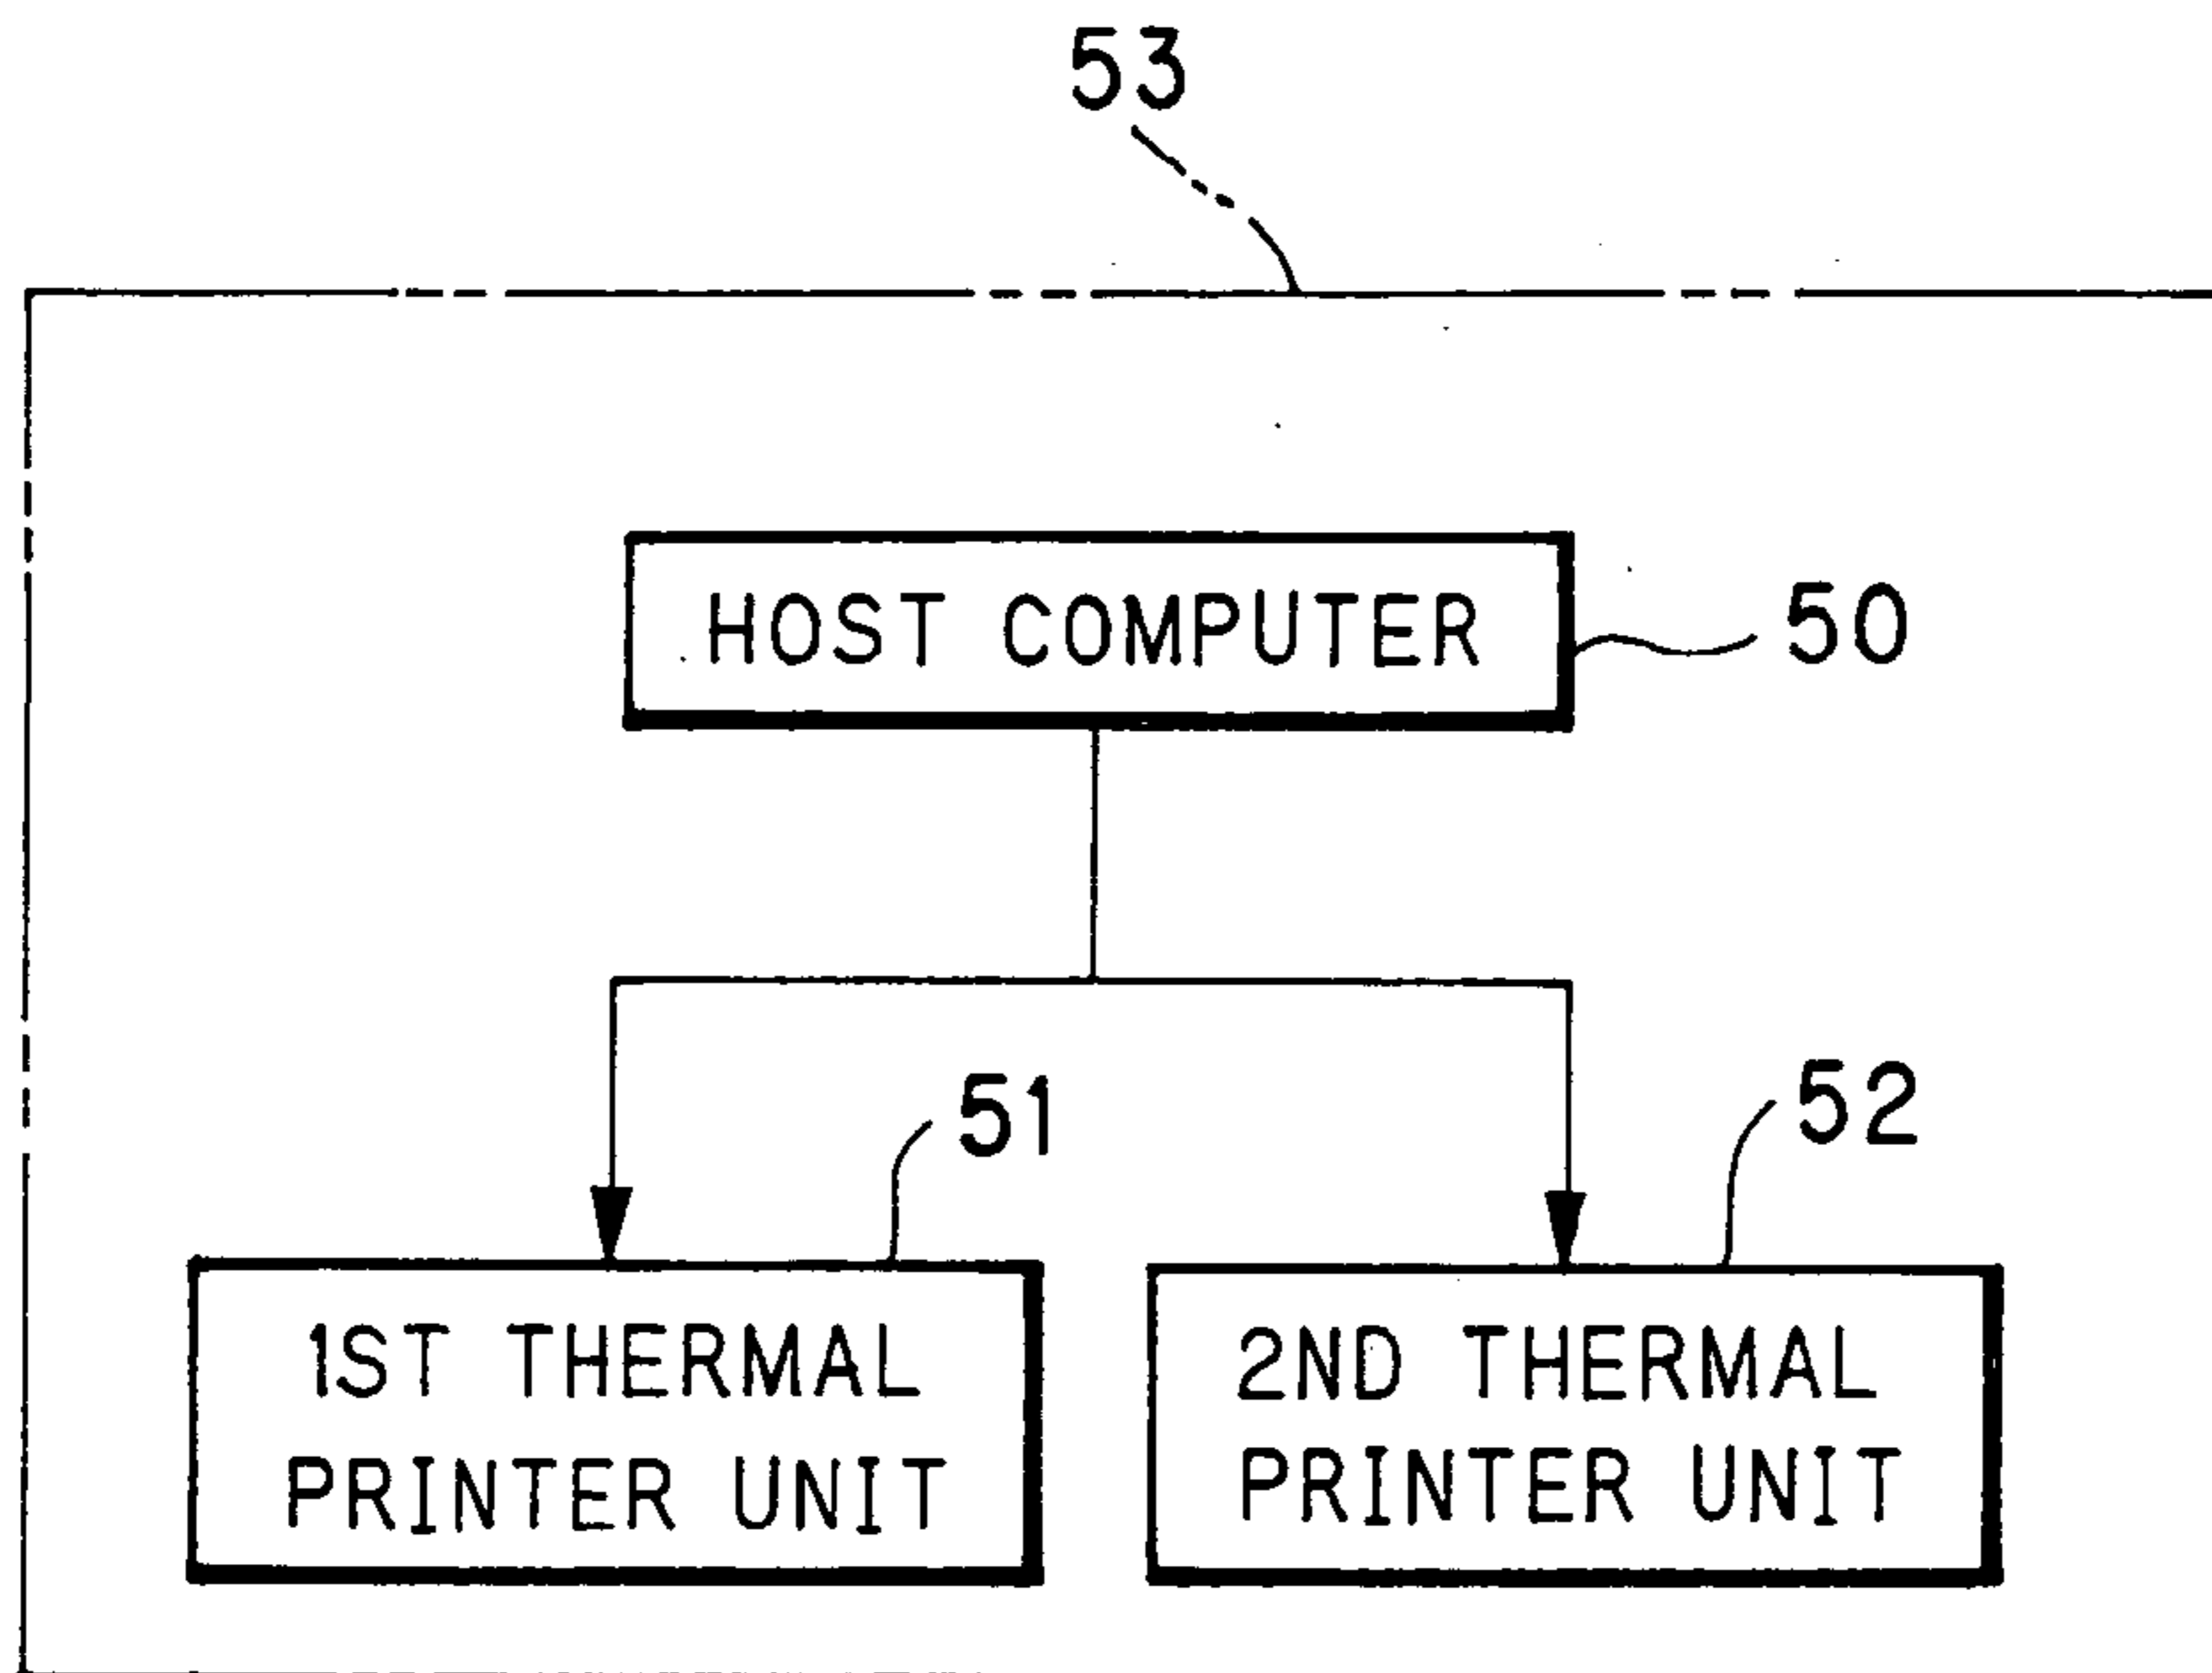 53
HOST COMPUTER
50
51
52
1ST THERMAL
PRINTER UNIT
2ND THERMAL
PRINTER UNIT